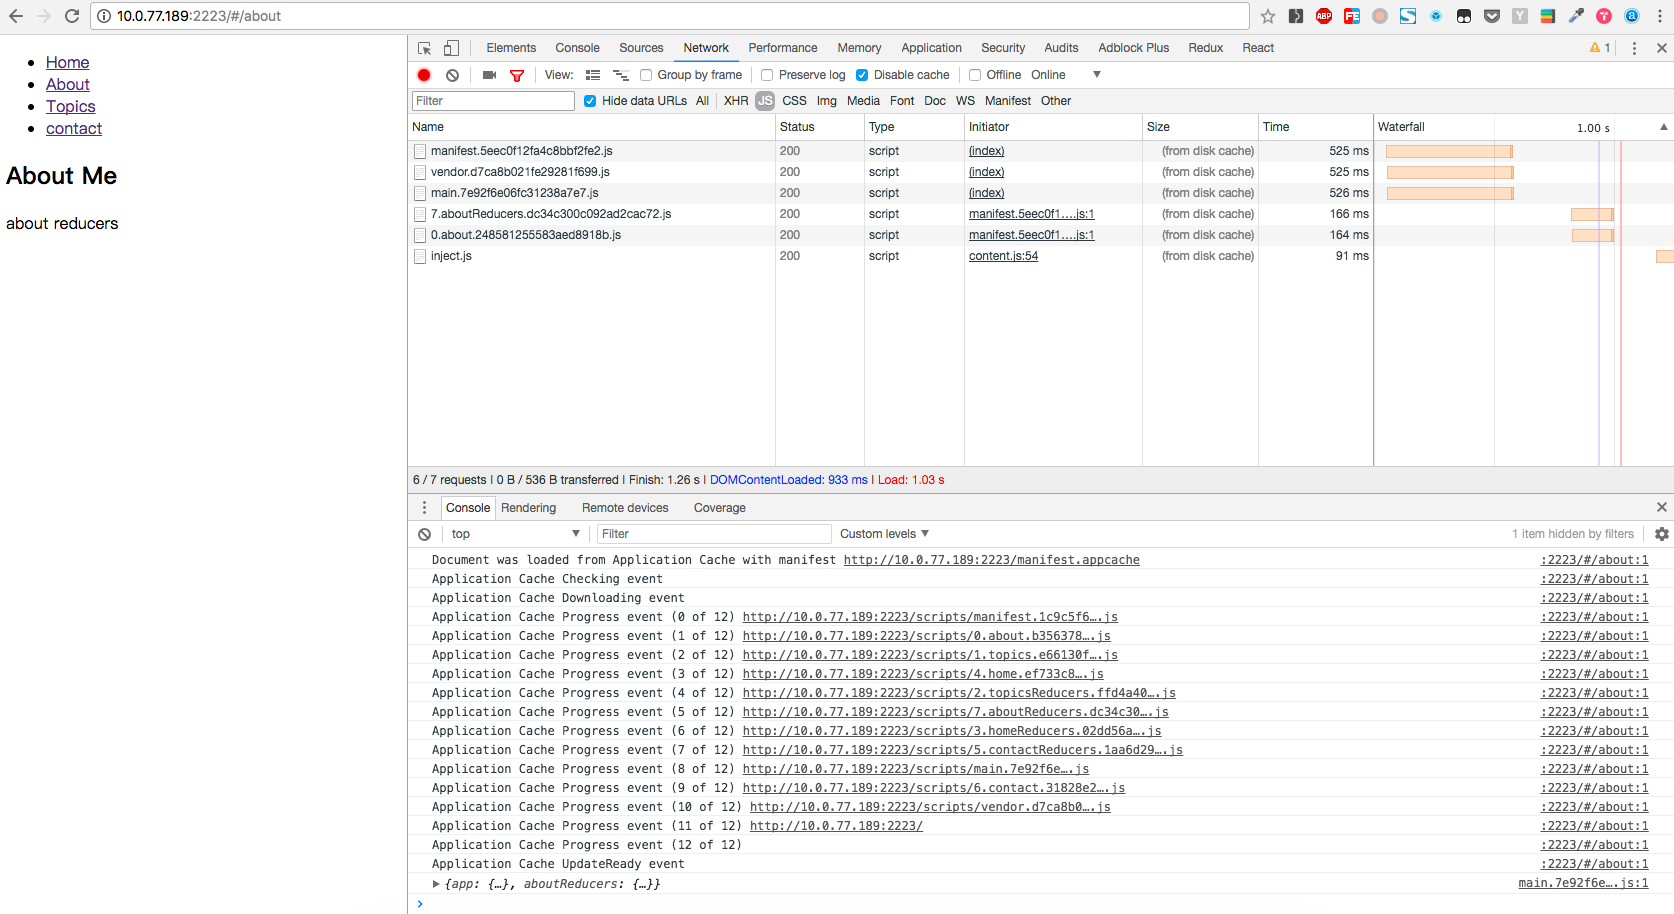 10.0.77.189:2223/#/about
Home
About
Topics
contact
About Me
about reducers
Elements Console Sources Network Performance Memory Application Security Audits Adblock Plus Redux React 1
View: Group by frame Preserve log Disable cache Offline Online
Filter Hide data URLs All XHR JS CSS Img Media Font Doc WS Manifest Other
Name Status Type Initiator Size Time Waterfall 1.00 s
manifest.5eec0f12fa4c8bbf2fe2.js 200 script (index) (from disk cache) 525 ms
vendor.d7ca8b021fe29281f699.js 200 script (index) (from disk cache) 525 ms
main.7e92f6e06fc31238a7e7.js 200 script (index) (from disk cache) 526 ms
7.aboutReducers.dc34c300c092ad2cac72.js 200 script manifest.5eec0f1….js:1 (from disk cache) 166 ms
0.about.248581255583aed8918b.js 200 script manifest.5eec0f1….js:1 (from disk cache) 164 ms
inject.js 200 script content.js:54 (from disk cache) 91 ms
6 / 7 requests | 0 B / 536 B transferred | Finish: 1.26 s | DOMContentLoaded: 933 ms | Load: 1.03 s
Console Rendering Remote devices Coverage
top Filter Custom levels 1 item hidden by filters
Document was loaded from Application Cache with manifest http://10.0.77.189:2223/manifest.appcache :2223/#/about:1
Application Cache Checking event :2223/#/about:1
Application Cache Downloading event :2223/#/about:1
Application Cache Progress event (0 of 12) http://10.0.77.189:2223/scripts/manifest.1c9c5f6….js :2223/#/about:1
Application Cache Progress event (1 of 12) http://10.0.77.189:2223/scripts/0.about.b356378….js :2223/#/about:1
Application Cache Progress event (2 of 12) http://10.0.77.189:2223/scripts/1.topics.e66130f….js :2223/#/about:1
Application Cache Progress event (3 of 12) http://10.0.77.189:2223/scripts/4.home.ef733c8….js :2223/#/about:1
Application Cache Progress event (4 of 12) http://10.0.77.189:2223/scripts/2.topicsReducers.ffd4a40….js :2223/#/about:1
Application Cache Progress event (5 of 12) http://10.0.77.189:2223/scripts/7.aboutReducers.dc34c30….js :2223/#/about:1
Application Cache Progress event (6 of 12) http://10.0.77.189:2223/scripts/3.homeReducers.02dd56a….js :2223/#/about:1
Application Cache Progress event (7 of 12) http://10.0.77.189:2223/scripts/5.contactReducers.1aa6d29….js :2223/#/about:1
Application Cache Progress event (8 of 12) http://10.0.77.189:2223/scripts/main.7e92f6e….js :2223/#/about:1
Application Cache Progress event (9 of 12) http://10.0.77.189:2223/scripts/6.contact.31828e2….js :2223/#/about:1
Application Cache Progress event (10 of 12) http://10.0.77.189:2223/scripts/vendor.d7ca8b0….js :2223/#/about:1
Application Cache Progress event (11 of 12) http://10.0.77.189:2223/ :2223/#/about:1
Application Cache Progress event (12 of 12) :2223/#/about:1
Application Cache UpdateReady event :2223/#/about:1
{app: {…}, aboutReducers: {…}} main.7e92f6e….js:1